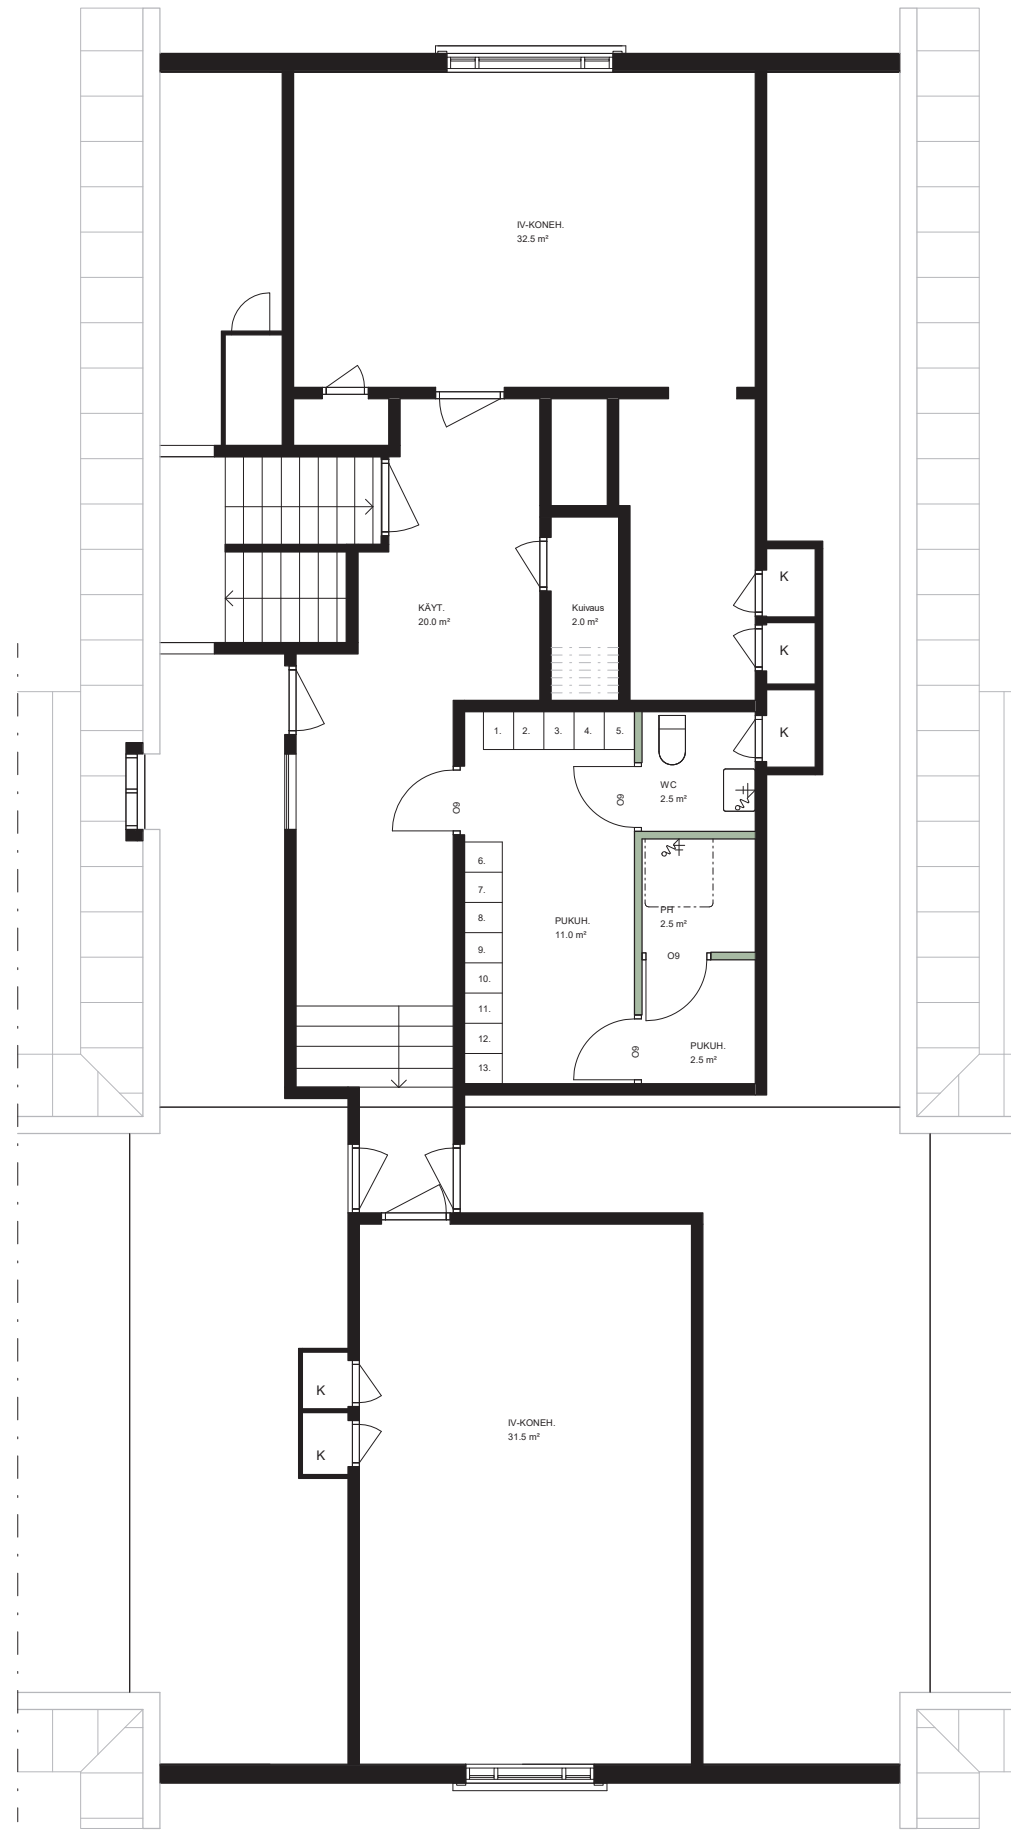 IV-KONEH.
32.5 m²
K
KÄYT.
20.0 m²
Kuivaus
2.0 m²
K
K
1. 2. 3. 4. 5.
WC
2.5 m²
O9
O9
6.
7.
8.
9.
10.
11.
12.
13.
PUKUH.
11.0 m²
PH
2.5 m²
O9
O9
PUKUH.
2.5 m²
K
K
IV-KONEH.
31.5 m²